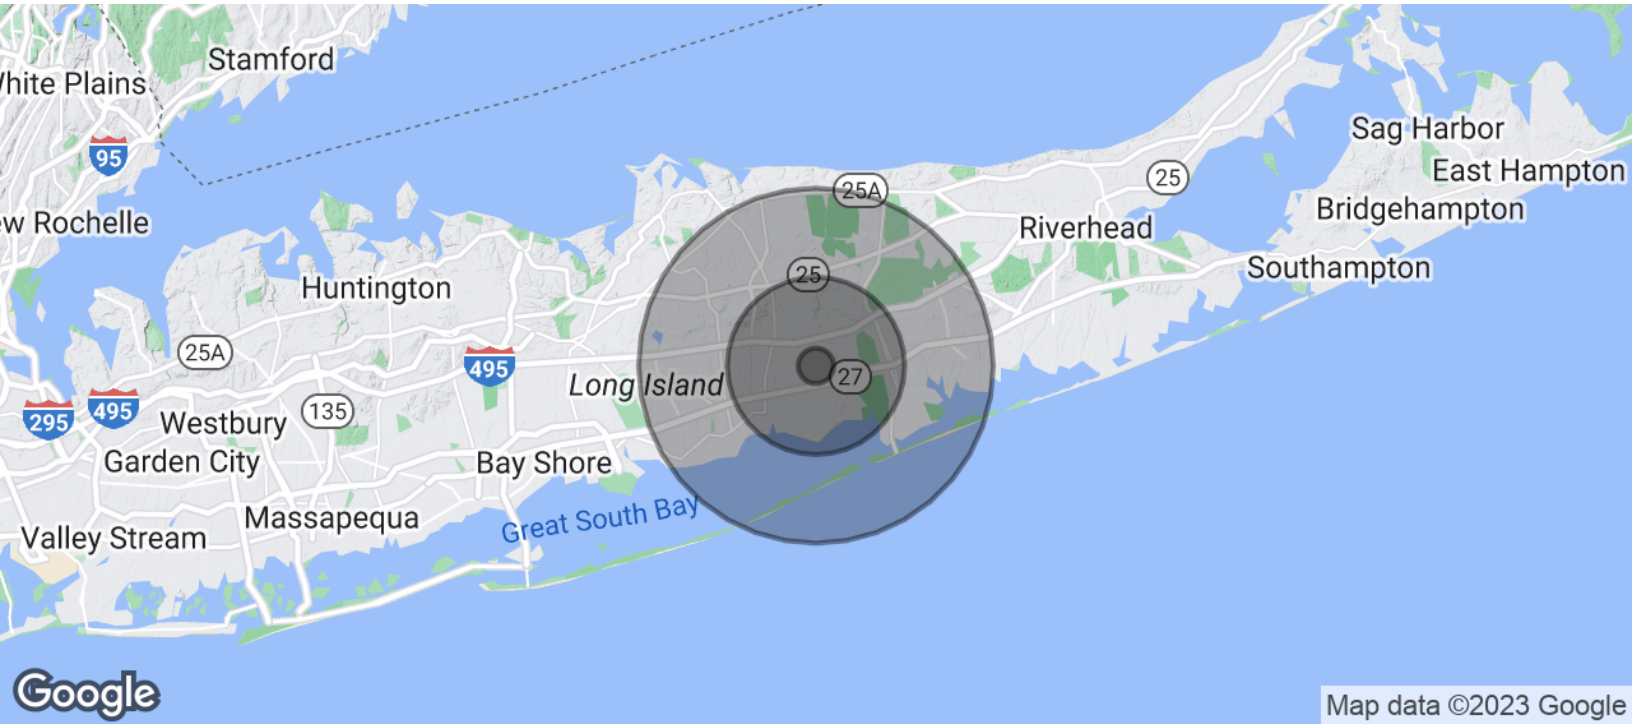 Stamford
White Plains
95
Sag Harbor
East Hampton
25A
25
Bridgehampton
ew Rochelle
Riverhead
Southampton
25
Huntington
25A
495
27
Long Island
495
295
135
Westbury
Garden City
Bay Shore
Great South Bay
Massapequa
Valley Stream
Google
Map data ©2023 Google